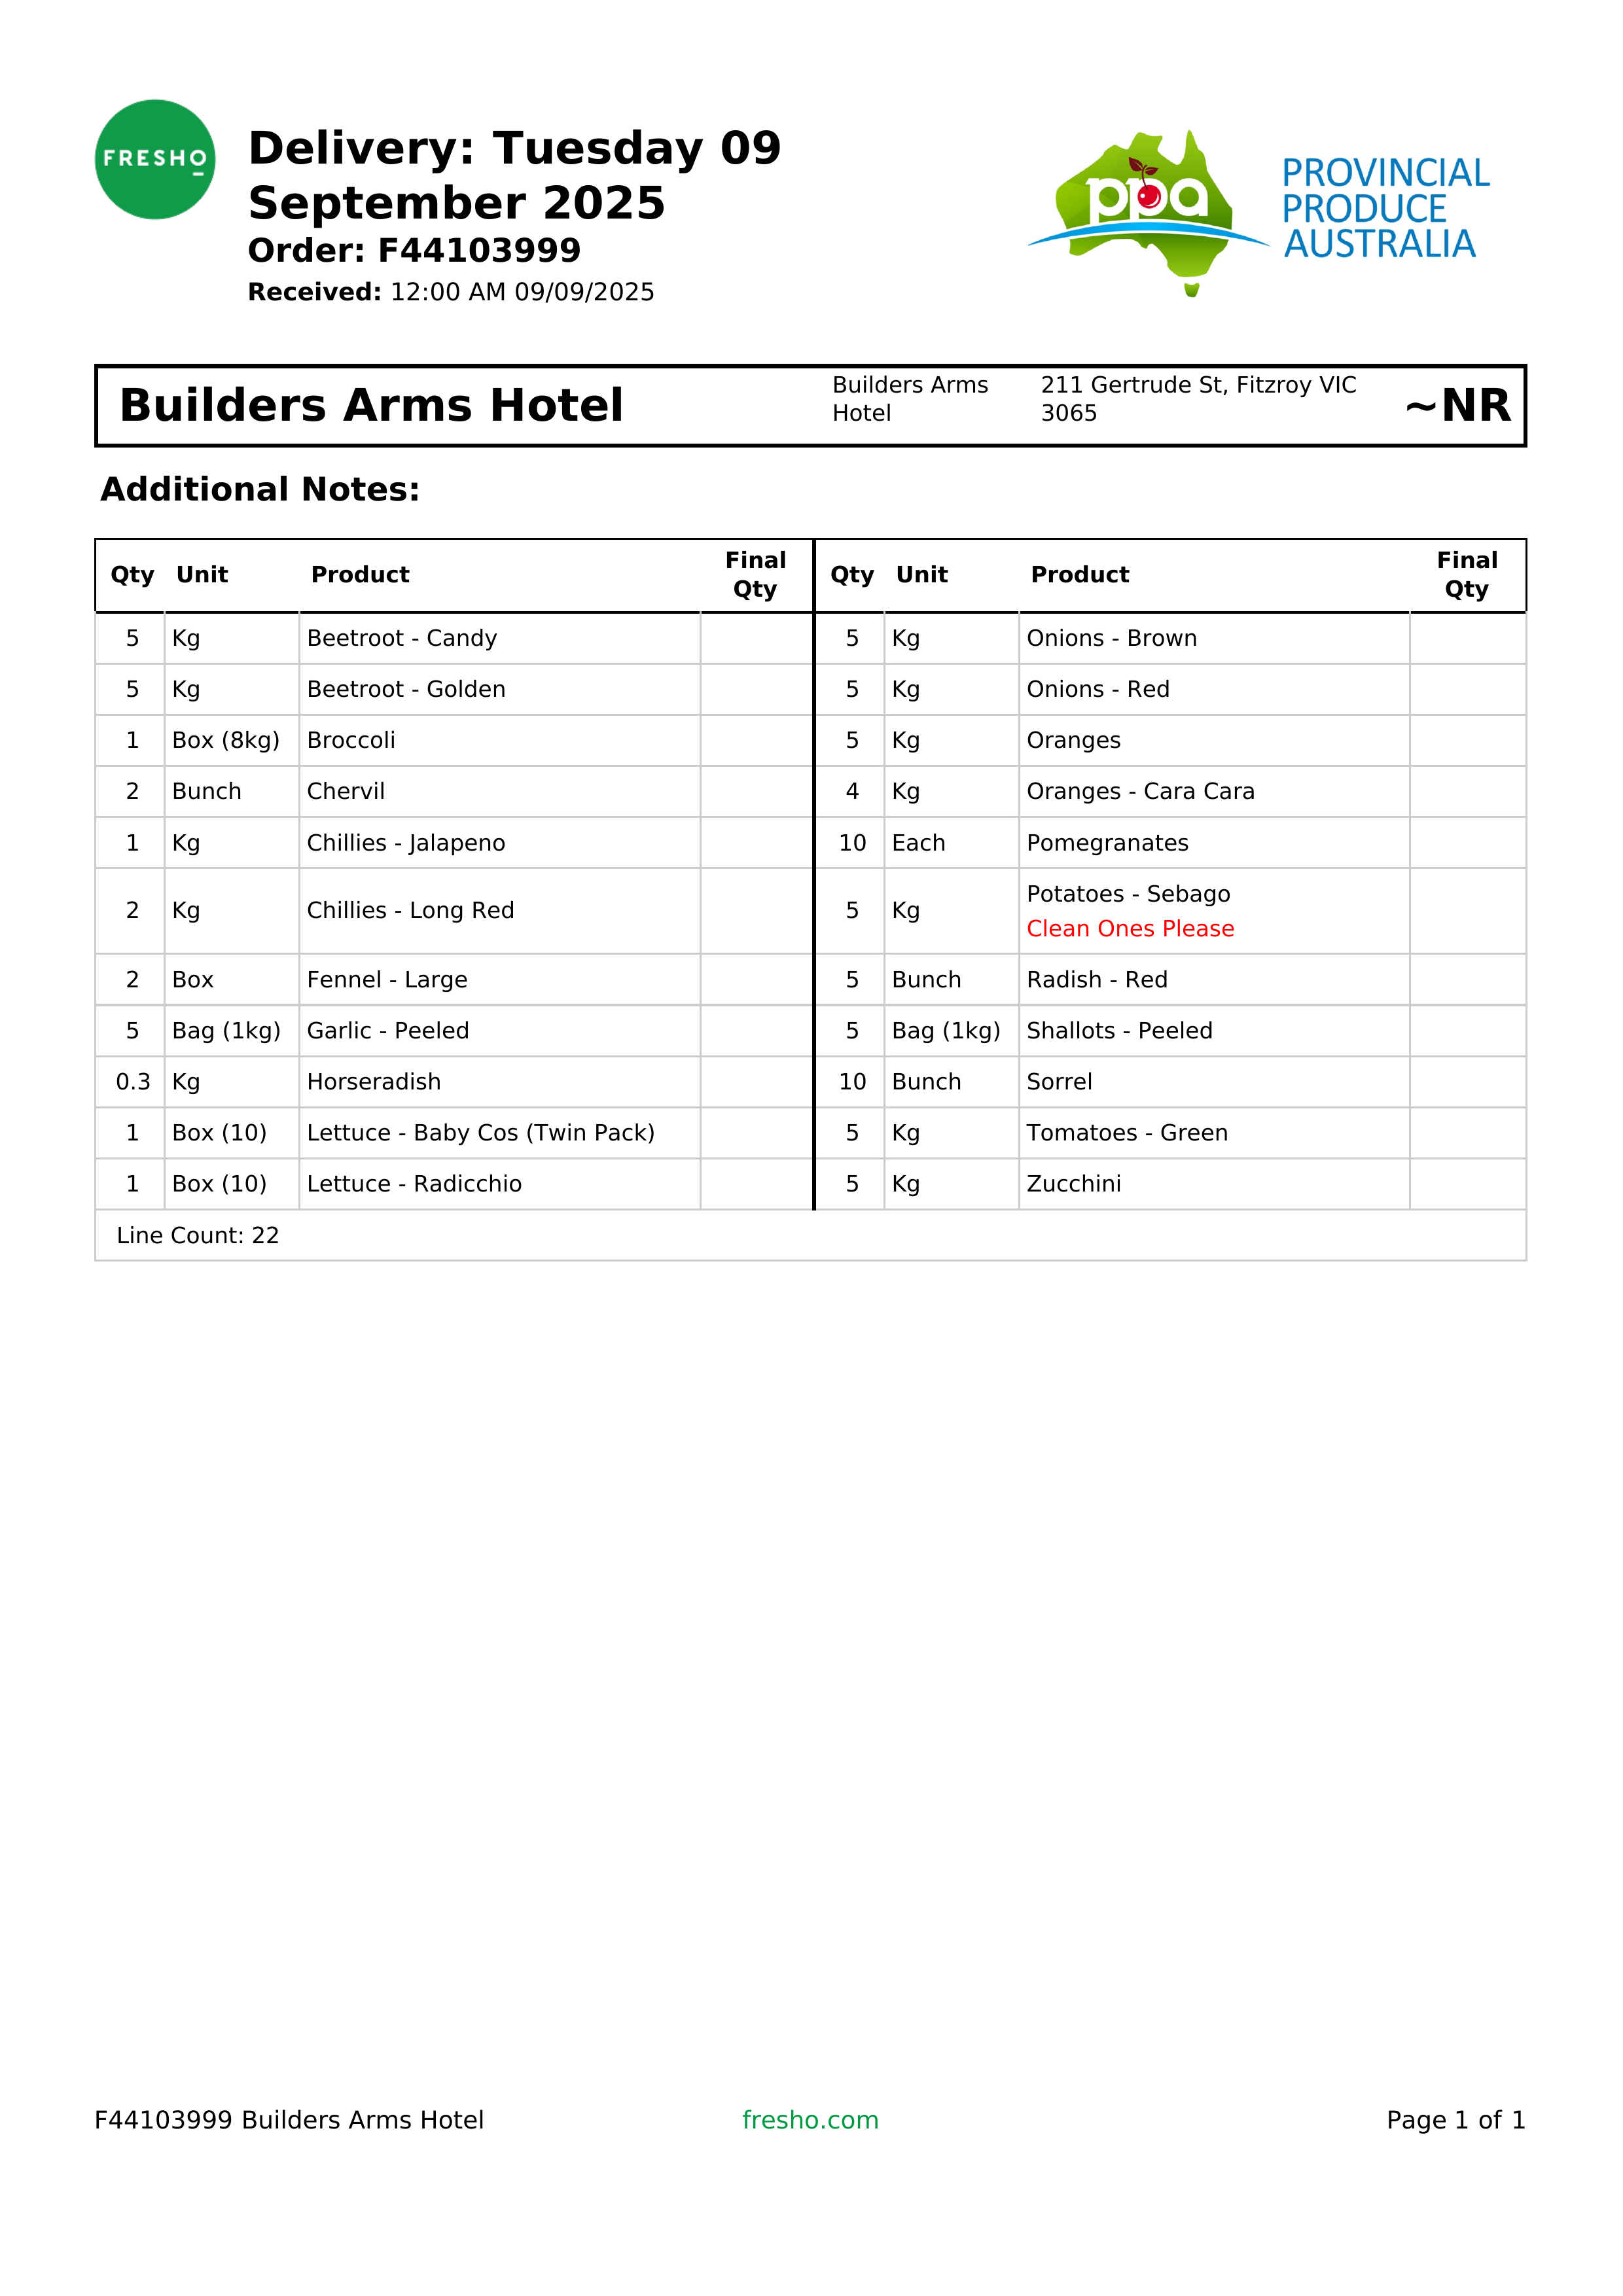 FRESHO
Delivery: Tuesday 09
September 2025
Order: F44103999
Received: 12:00 AM 09/09/2025
ppa
PROVINCIAL
PRODUCE
AUSTRALIA
Builders Arms Hotel
Builders Arms
Hotel
211 Gertrude St, Fitzroy VIC
3065
~NR
Additional Notes:
Qty Unit Product Final Qty Qty Unit Product Final Qty
5 Kg Beetroot - Candy 5 Kg Onions - Brown
5 Kg Beetroot - Golden 5 Kg Onions - Red
1 Box (8kg) Broccoli 5 Kg Oranges
2 Bunch Chervil 4 Kg Oranges - Cara Cara
1 Kg Chillies - Jalapeno 10 Each Pomegranates
2 Kg Chillies - Long Red 5 Kg Potatoes - Sebago
Clean Ones Please
2 Box Fennel - Large 5 Bunch Radish - Red
5 Bag (1kg) Garlic - Peeled 5 Bag (1kg) Shallots - Peeled
0.3 Kg Horseradish 10 Bunch Sorrel
1 Box (10) Lettuce - Baby Cos (Twin Pack) 5 Kg Tomatoes - Green
1 Box (10) Lettuce - Radicchio 5 Kg Zucchini
Line Count: 22
F44103999 Builders Arms Hotel fresho.com Page 1 of 1